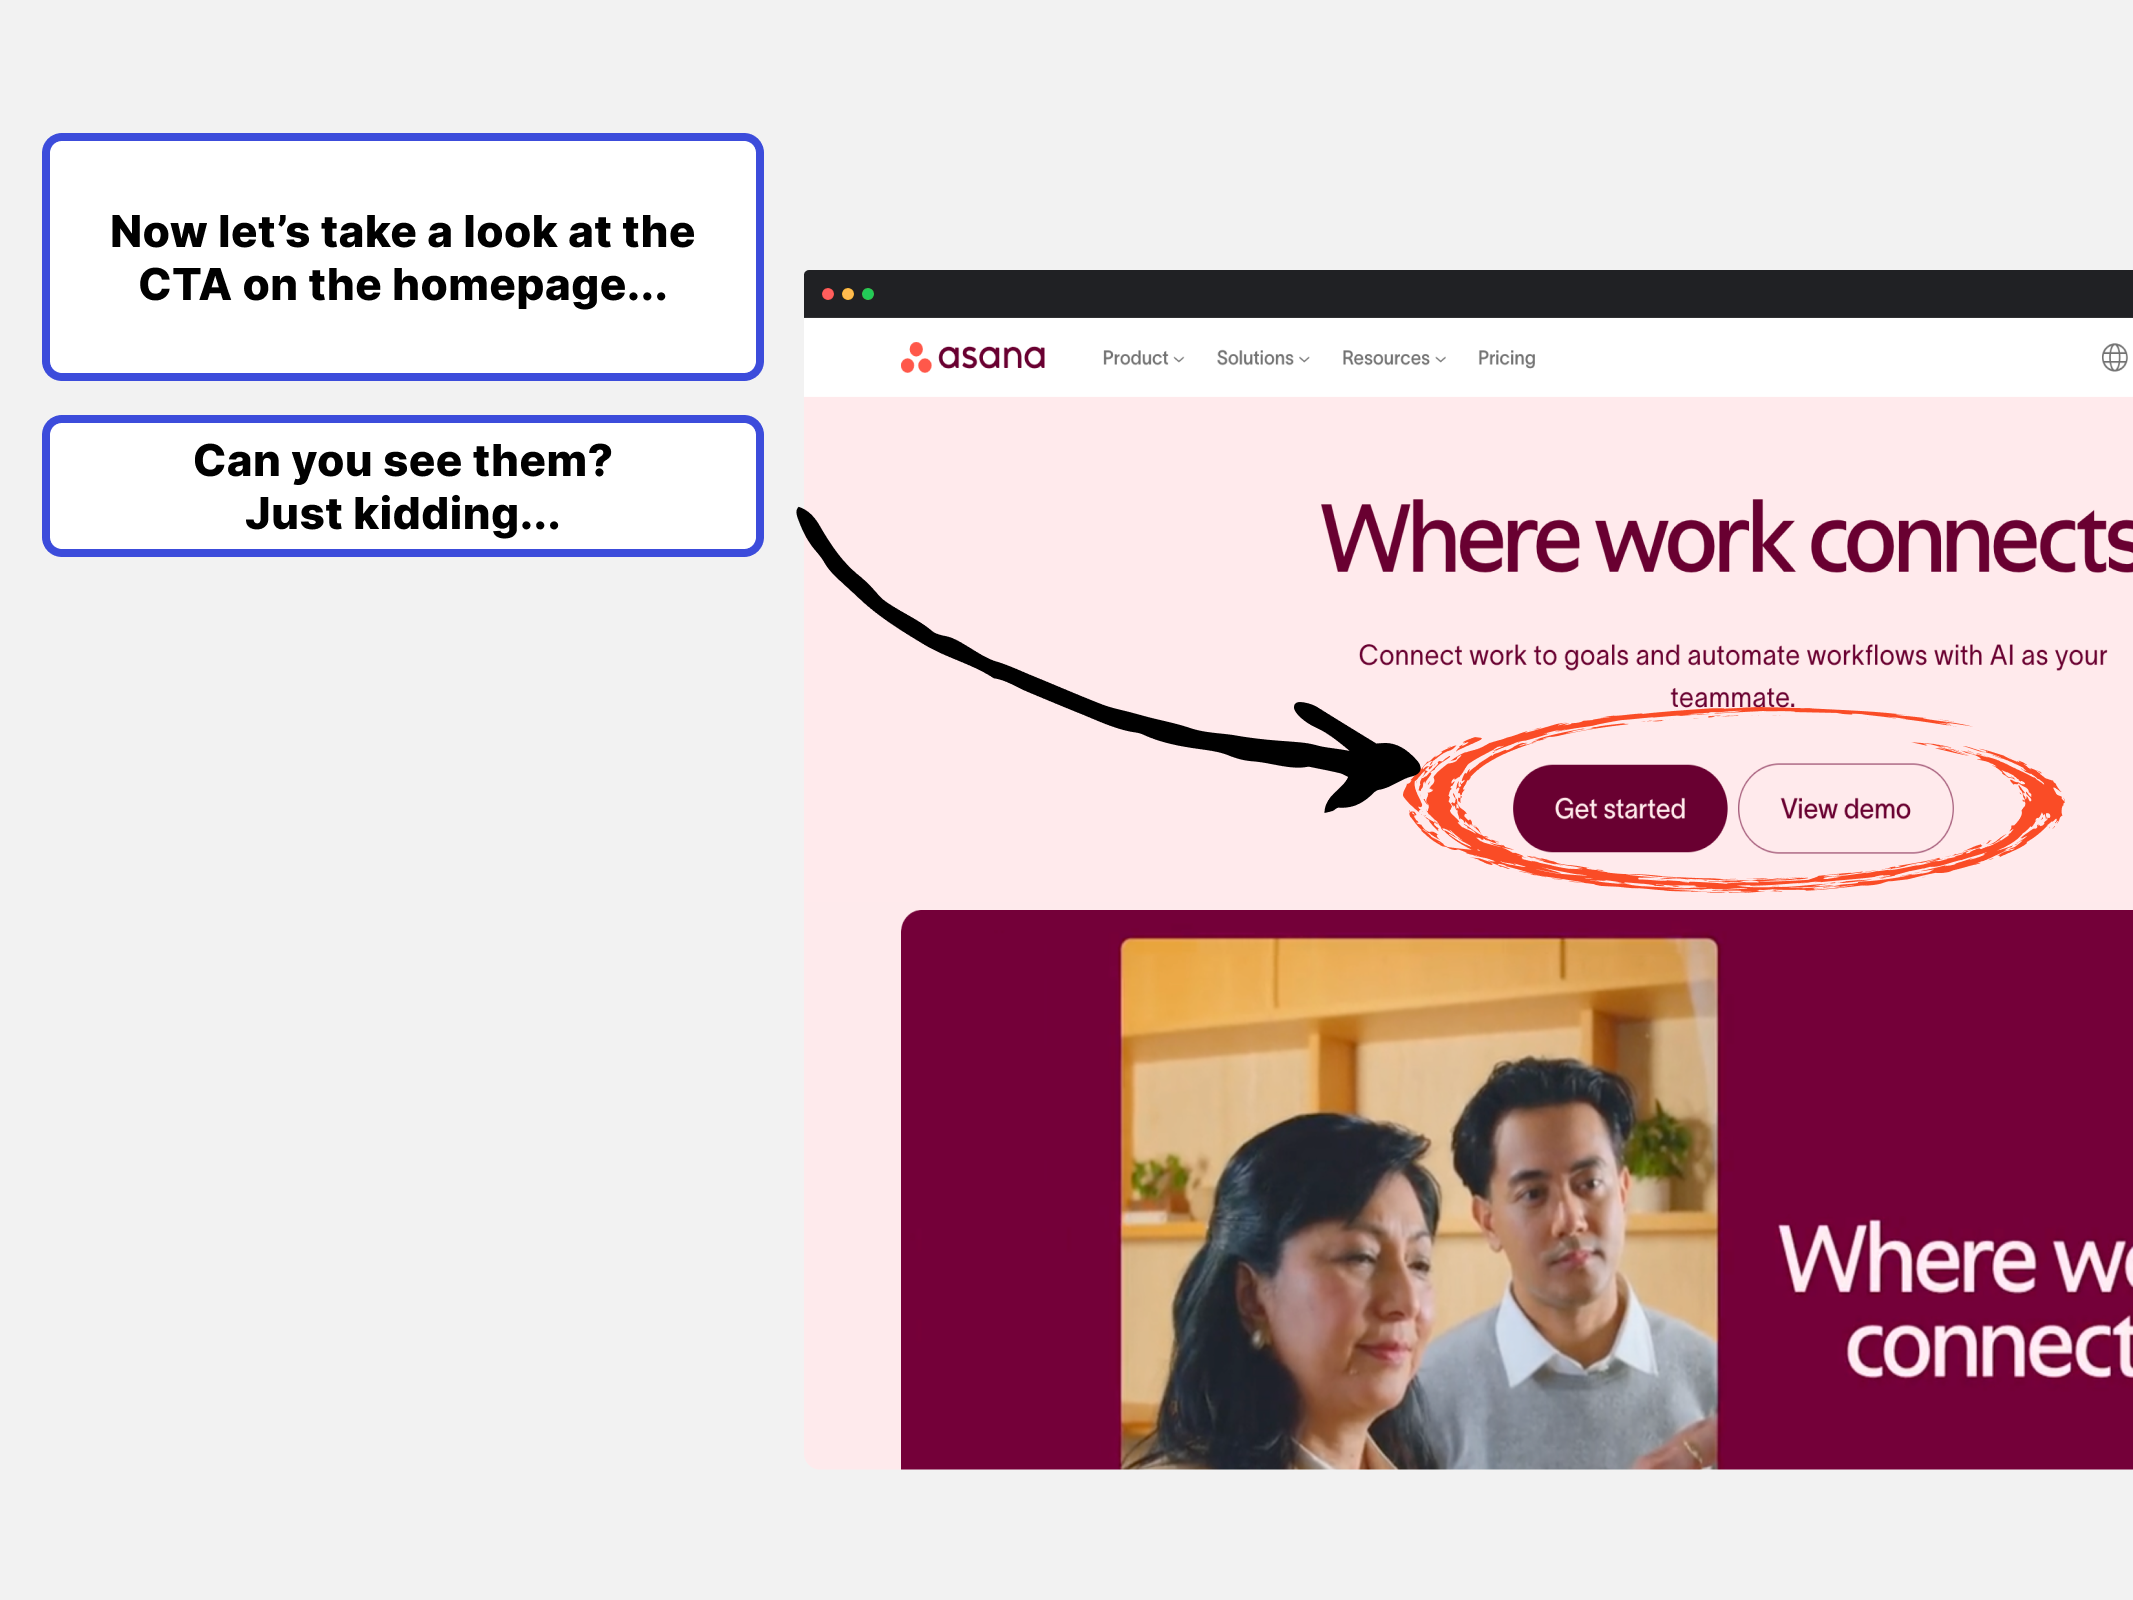 Now let’s take a look at the
CTA on the homepage...
Can you see them?
Just kidding...
asana
Product
Solutions
Resources
Pricing
Where work connects
Connect work to goals and automate workflows with AI as your
teammate.
Get started
View demo
Where
connect